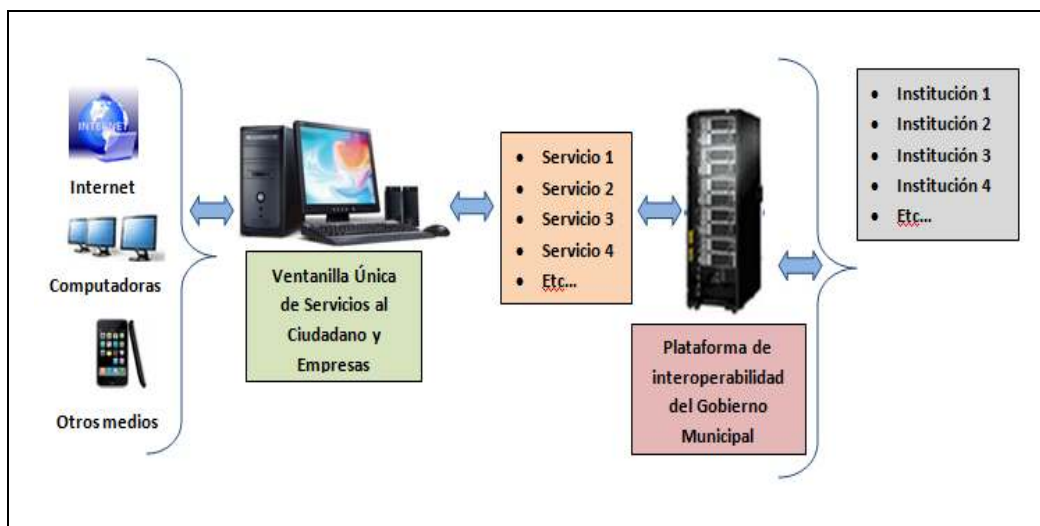 INTERNET
Internet
Computadoras
Otros medios
Ventanilla Única
de Servicios al
Ciudadano y
Empresas
• Servicio 1
• Servicio 2
• Servicio 3
• Servicio 4
• Etc...
Plataforma de
interoperabilidad
del Gobierno
Municipal
• Institución 1
• Institución 2
• Institución 3
• Institución 4
• Etc...